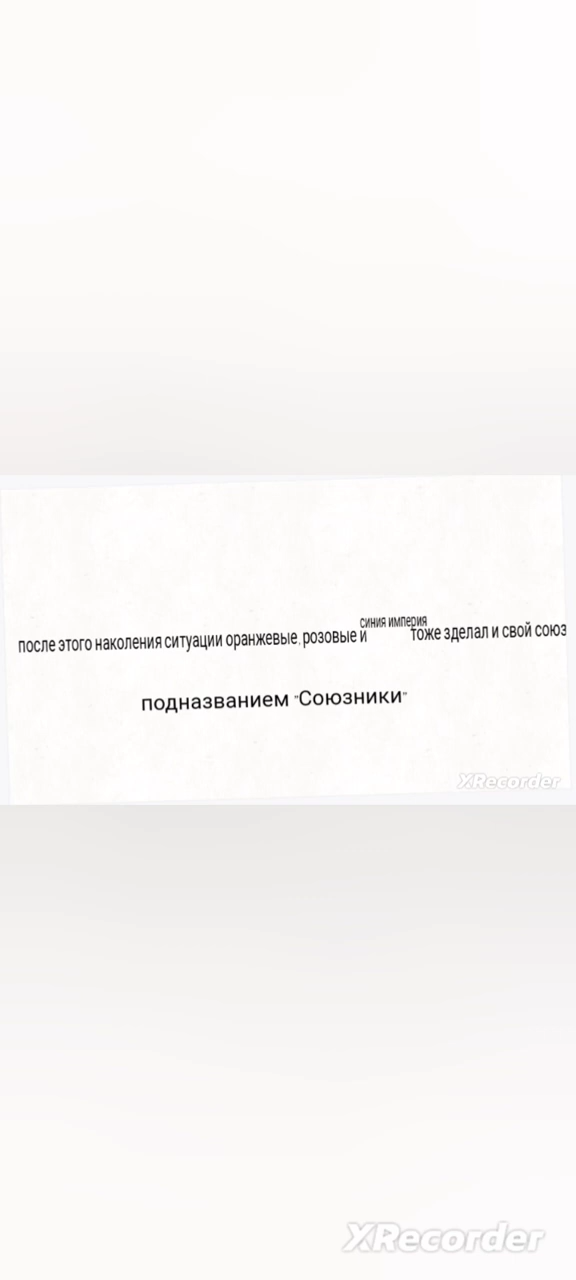 после этого наколения ситуации оранжевые, розовые и синия империя тоже зделал и свой союз
подназванием "Союзники"
XRecorder
XRecorder